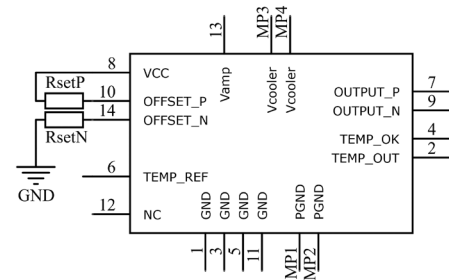 13
MP3
MP4
8
VCC
Vamp
Vcooler
Vcooler
RsetP
10
OFFSET_P
OUTPUT_P
7
14
OFFSET_N
OUTPUT_N
9
RsetN
TEMP_OK
4
TEMP_OUT
2
6
TEMP_REF
GND
12
NC
GND
GND
GND
GND
PGND
PGND
1
3
5
11
MP1
MP2